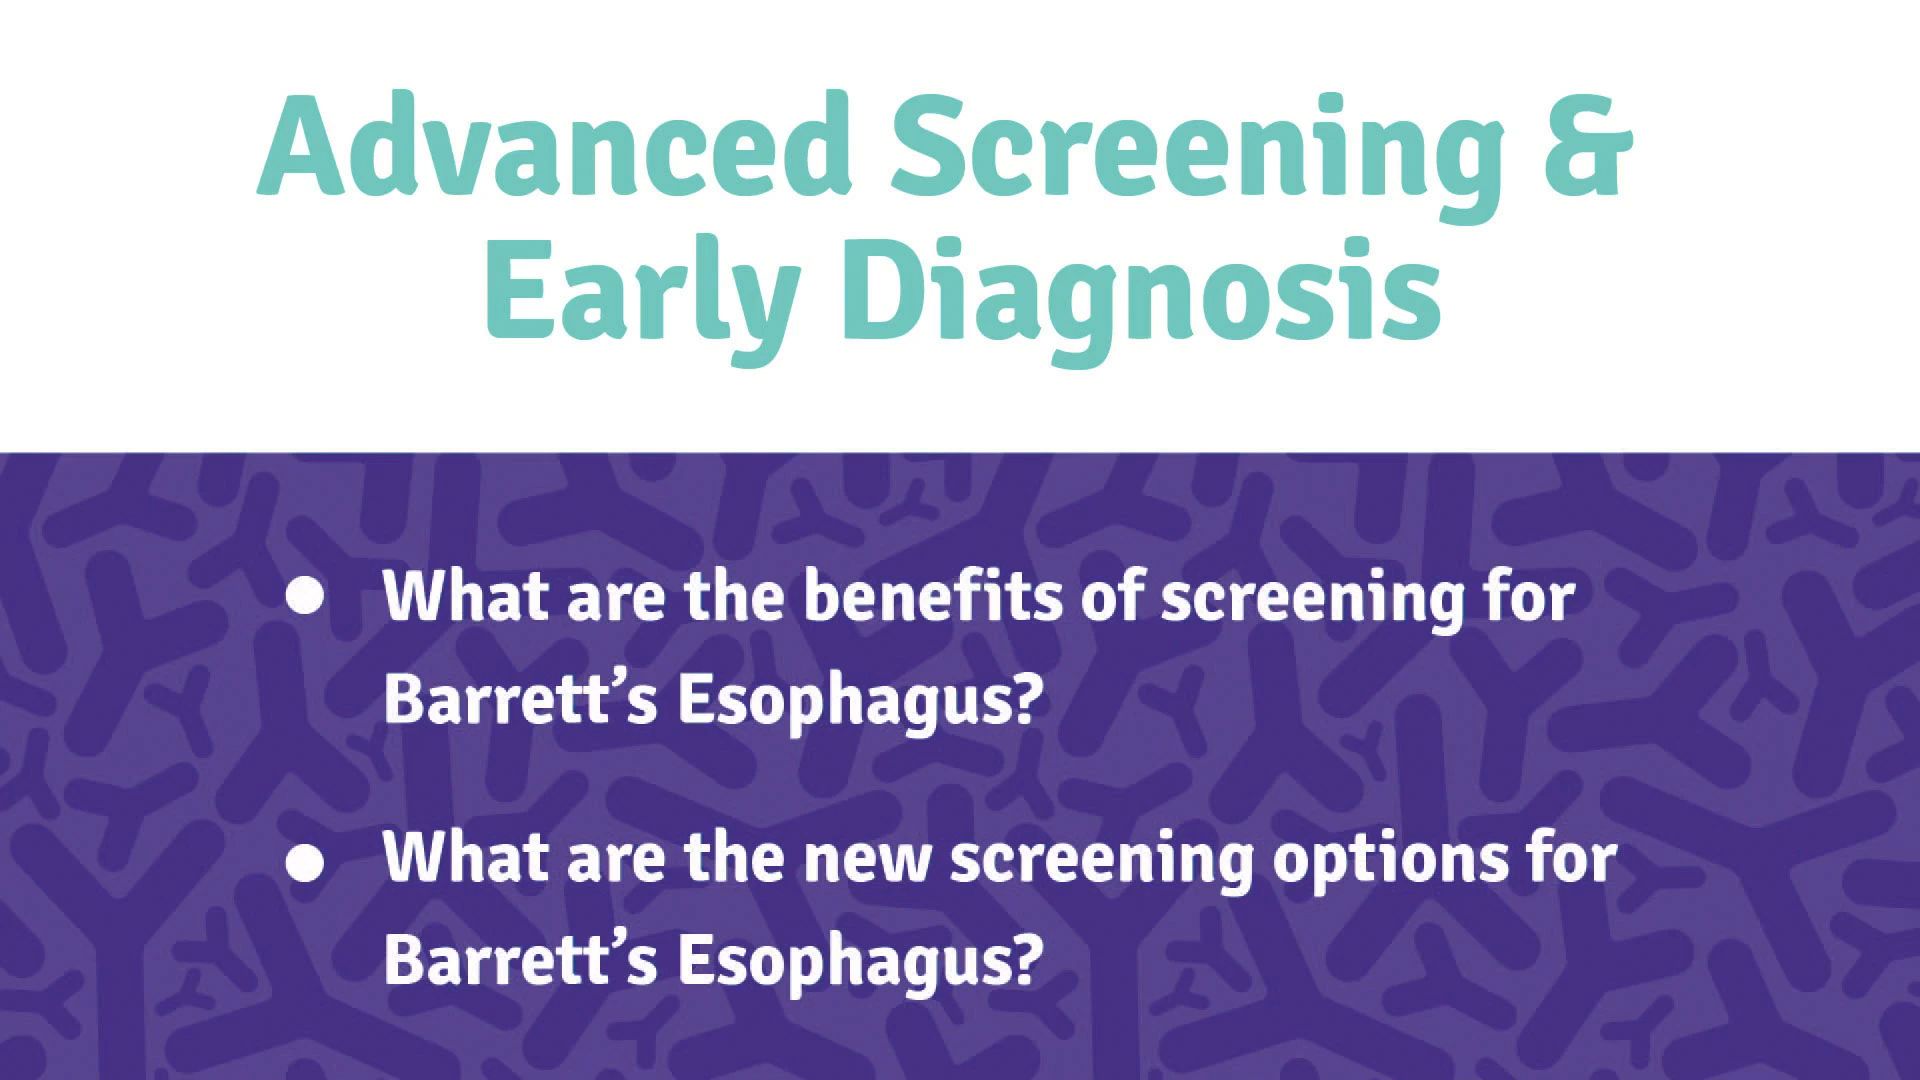 Advanced Screening &
Early Diagnosis
● What are the benefits of screening for
Barrett’s Esophagus?
● What are the new screening options for
Barrett’s Esophagus?